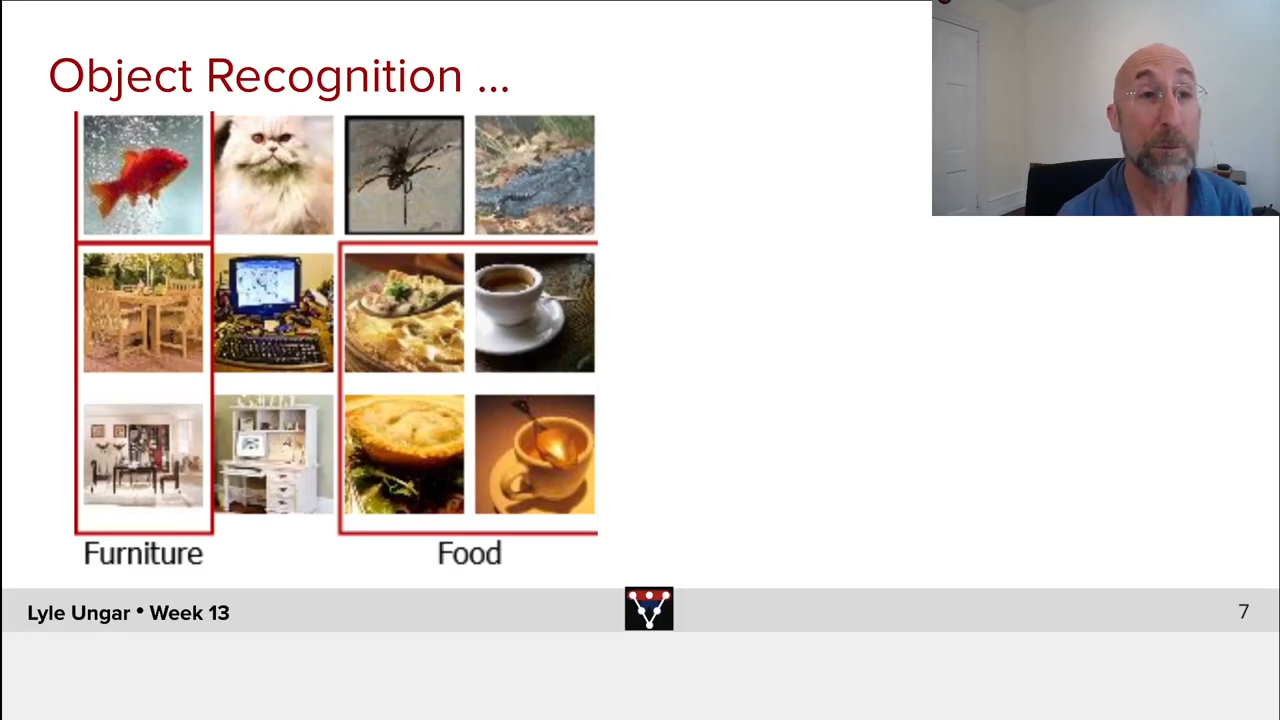 Object Recognition ...
Furniture
Food
Lyle Ungar • Week 13
7